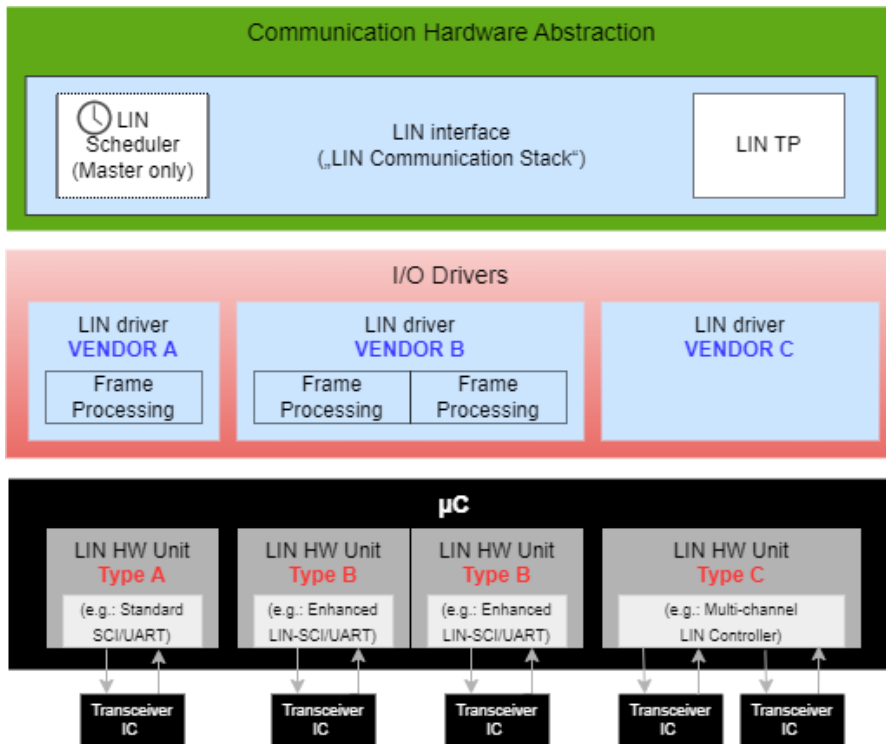 Communication Hardware Abstraction
LIN
Scheduler
(Master only)
LIN interface
(„LIN Communication Stack“)
LIN TP
I/O Drivers
LIN driver
VENDOR A
Frame
Processing
LIN driver
VENDOR B
Frame
Processing
Frame
Processing
LIN driver
VENDOR C
µC
LIN HW Unit
Type A
(e.g.: Standard
SCI/UART)
LIN HW Unit
Type B
(e.g.: Enhanced
LIN-SCI/UART)
LIN HW Unit
Type B
(e.g.: Enhanced
LIN-SCI/UART)
LIN HW Unit
Type C
(e.g.: Multi-channel
LIN Controller)
Transceiver
IC
Transceiver
IC
Transceiver
IC
Transceiver
IC
Transceiver
IC